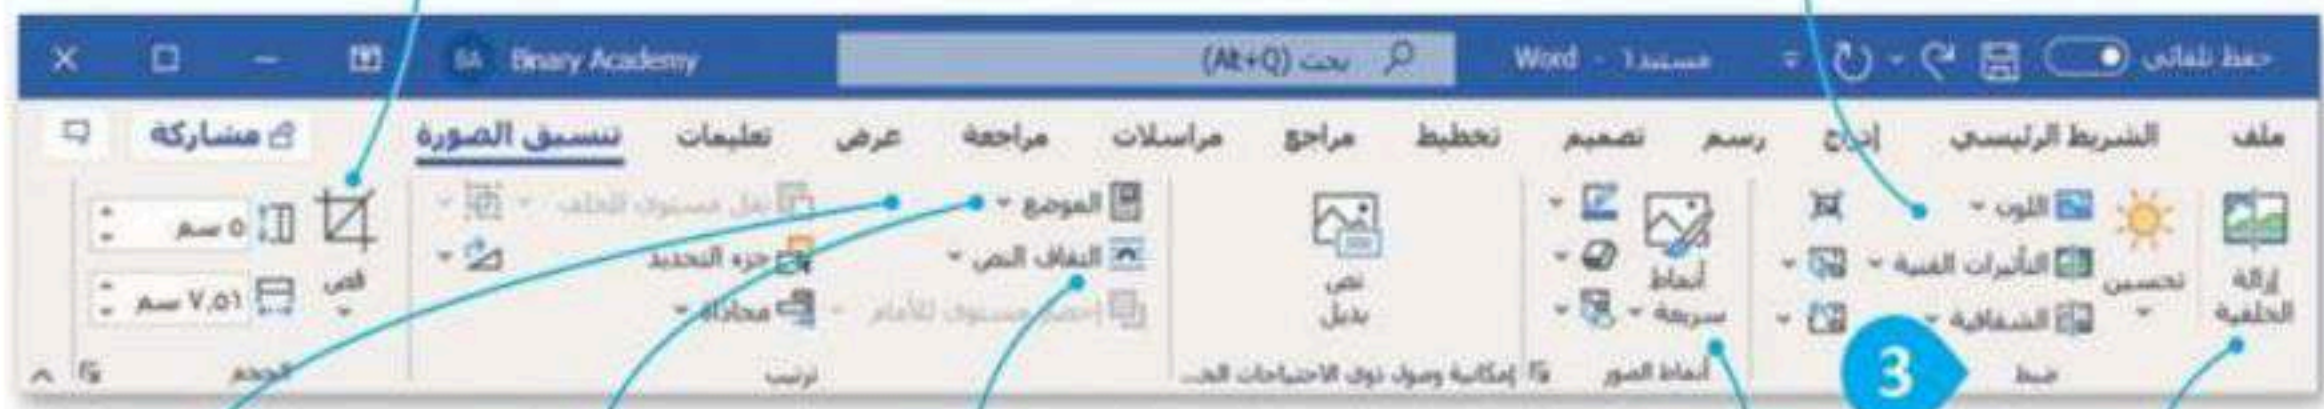 حفظ تلقائي مستند1 - Word بحث (Alt+Q) Binary Academy BA
ملف الشريط الرئيسي إدراج رسم تصميم تخطيط مراجع مراسلات مراجعة عرض تعليمات تنسيق الصورة مشاركة
إزالة الخلفية
تحسين
اللون
التأثيرات الفنية
الشفافية
ضبط
3
أنماط سريعة
أنماط الصور
نص بديل
إمكانية وصول ذوي الاحتياجات الخـ...
الموضع
التفاف النص
إحضار مستوى للأمام
نقل مستوى للخلف
جزء التحديد
محاذاة
ترتيب
قص
٥ سم
٧,٥١ سم
الحجم